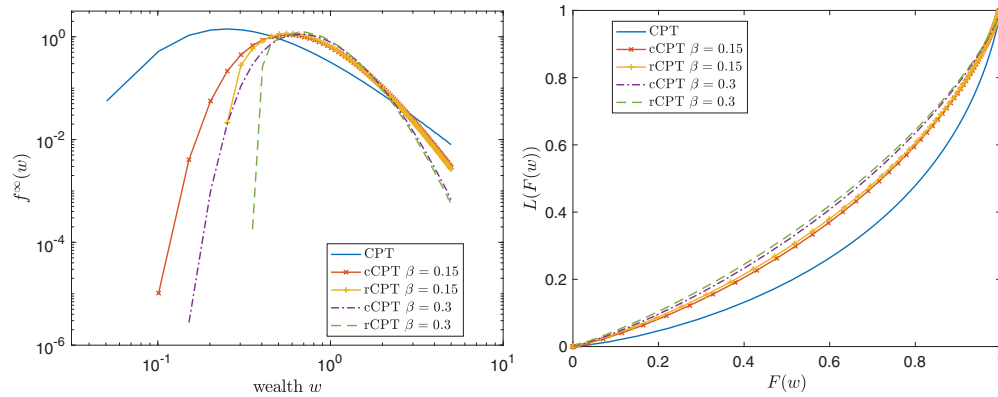 10^0
10^-2
10^-4
10^-6
f^∞(w)
10^-1
10^0
10^1
wealth w
CPT
cCPT β = 0.15
rCPT β = 0.15
cCPT β = 0.3
rCPT β = 0.3
1
0.8
0.6
0.4
0.2
0
L(F(w))
0
0.2
0.4
0.6
0.8
F(w)
CPT
cCPT β = 0.15
rCPT β = 0.15
cCPT β = 0.3
rCPT β = 0.3